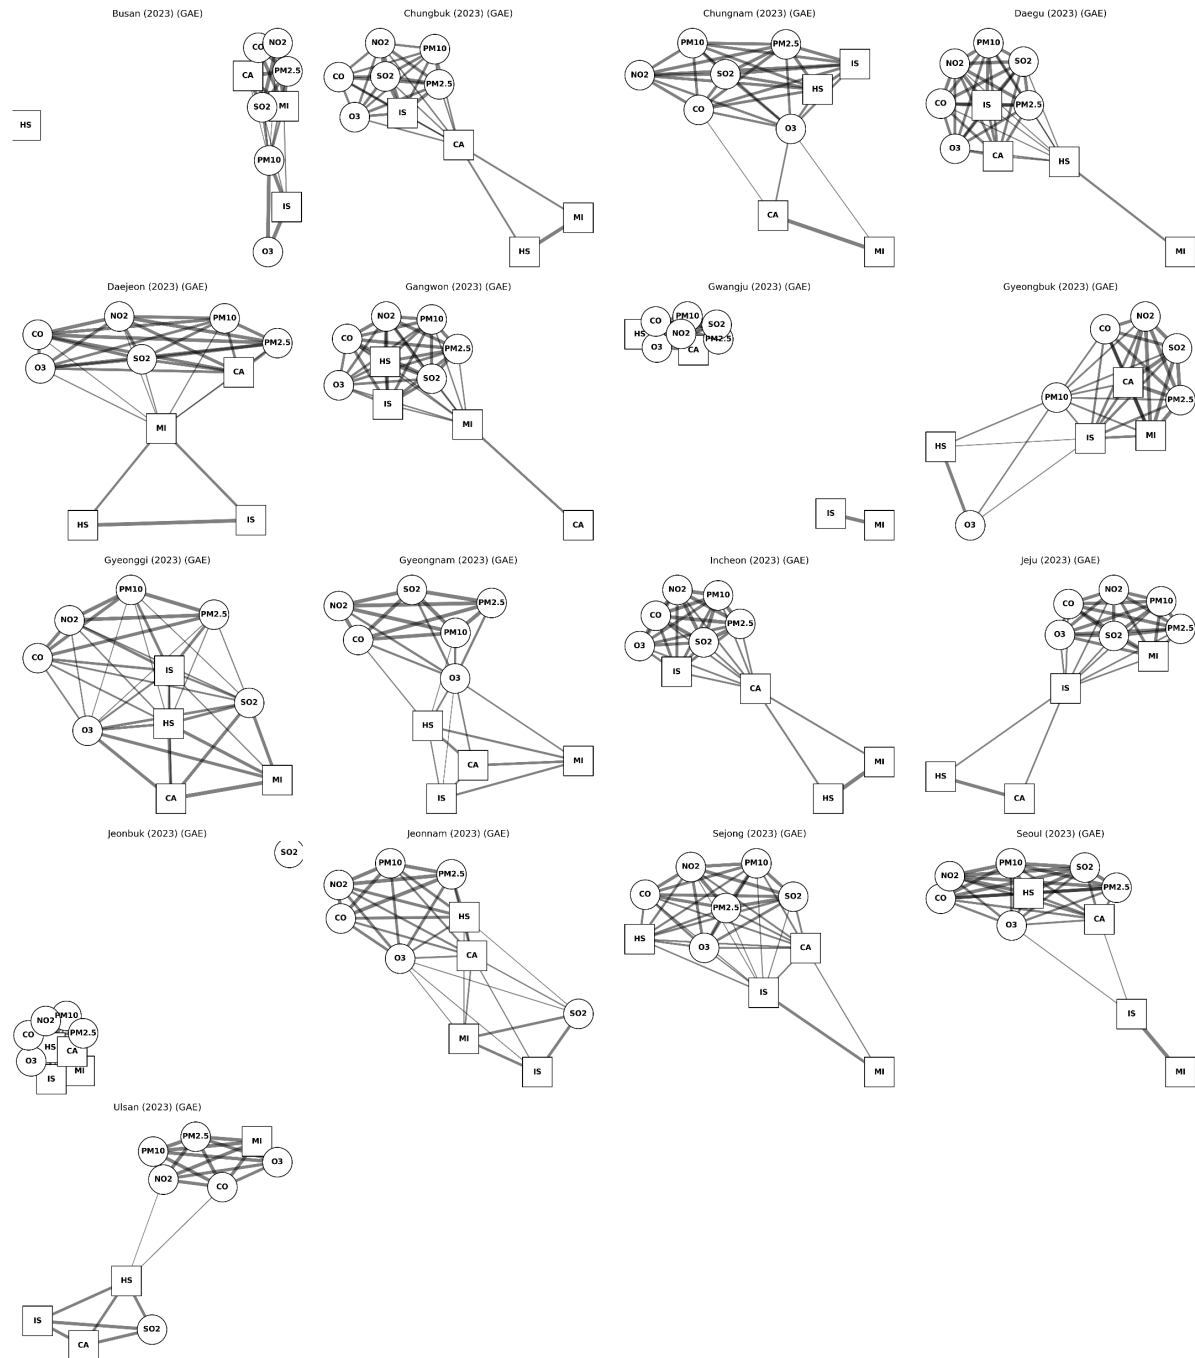 Busan (2023) (GAE)
CO
NO2
CA
PM2.5
SO2
MI
HS
PM10
IS
O3
Chungbuk (2023) (GAE)
NO2
PM10
CO
SO2
PM2.5
O3
IS
CA
MI
HS
Chungnam (2023) (GAE)
PM10
PM2.5
IS
NO2
SO2
HS
CO
O3
CA
MI
Daegu (2023) (GAE)
PM10
NO2
SO2
CO
IS
PM2.5
O3
CA
HS
MI
Daejeon (2023) (GAE)
NO2
PM10
CO
PM2.5
SO2
O3
CA
MI
HS
IS
Gangwon (2023) (GAE)
NO2
PM10
CO
PM2.5
HS
SO2
O3
IS
MI
CA
Gwangju (2023) (GAE)
PM10
CO
SO2
HS
NO2
PM2.5
O3
CA
IS
MI
Gyeongbuk (2023) (GAE)
NO2
CO
SO2
CA
PM10
PM2.5
IS
MI
HS
O3
Gyeonggi (2023) (GAE)
PM10
PM2.5
NO2
CO
IS
SO2
HS
O3
MI
CA
Gyeongnam (2023) (GAE)
SO2
PM2.5
NO2
PM10
CO
O3
HS
CA
MI
IS
Incheon (2023) (GAE)
NO2
PM10
CO
PM2.5
SO2
O3
IS
CA
MI
HS
Jeju (2023) (GAE)
NO2
PM10
CO
PM2.5
O3
SO2
MI
IS
HS
CA
Jeonbuk (2023) (GAE)
SO2
PM10
NO2
CO
PM2.5
HS
CA
O3
MI
IS
Jeonnam (2023) (GAE)
PM10
PM2.5
NO2
CO
HS
CA
O3
SO2
MI
IS
Sejong (2023) (GAE)
NO2
PM10
CO
SO2
PM2.5
HS
O3
CA
IS
MI
Seoul (2023) (GAE)
PM10
SO2
NO2
PM2.5
CO
HS
O3
CA
IS
MI
Ulsan (2023) (GAE)
PM2.5
MI
PM10
O3
NO2
CO
HS
IS
SO2
CA